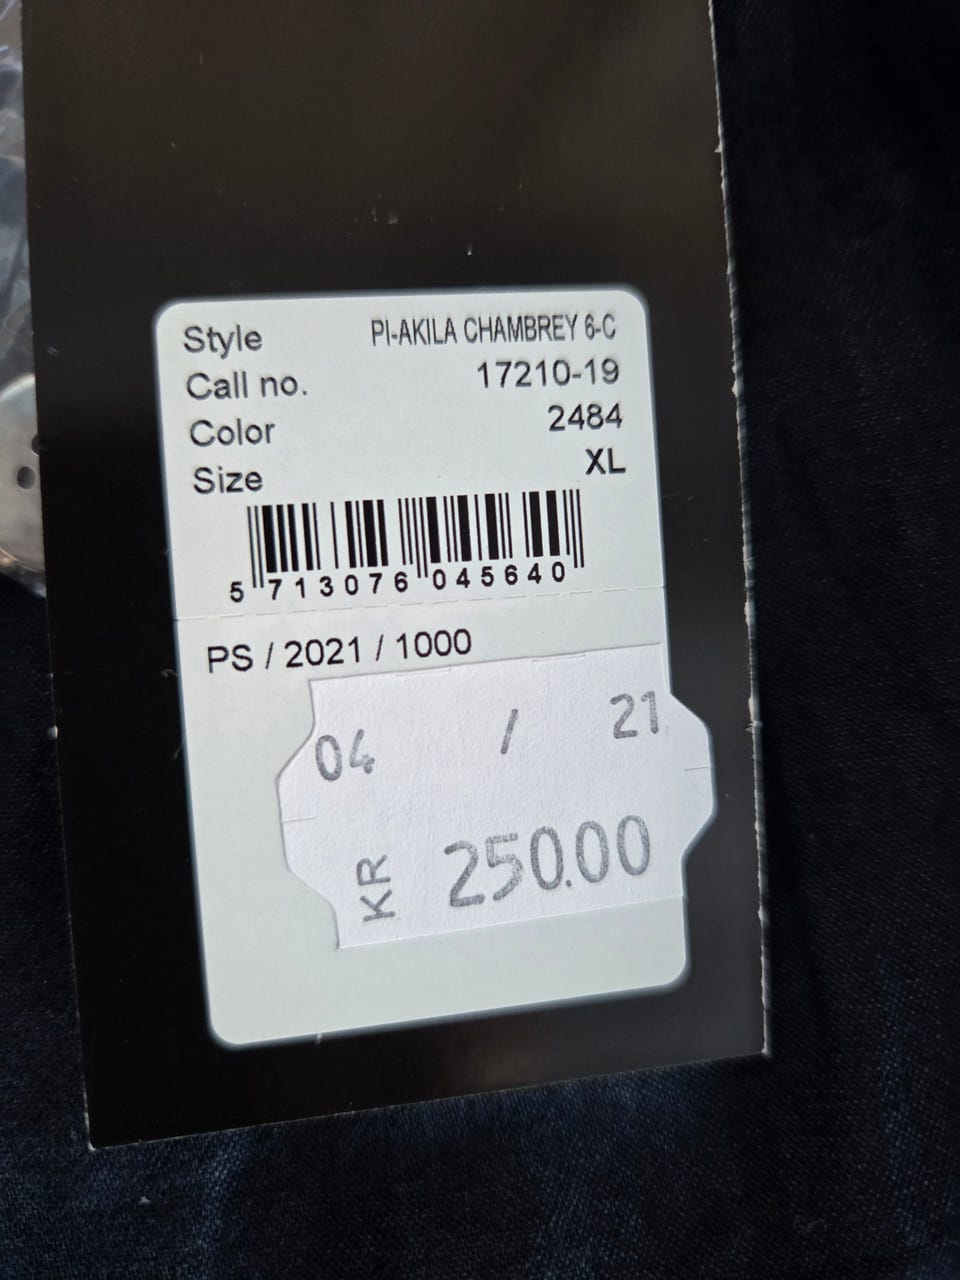 Style PI-AKILA CHAMBREY 6-C
Call no. 17210-19
Color 2484
Size XL
5 713076 045640
PS / 2021 / 1000
04 / 21
KR 250.00